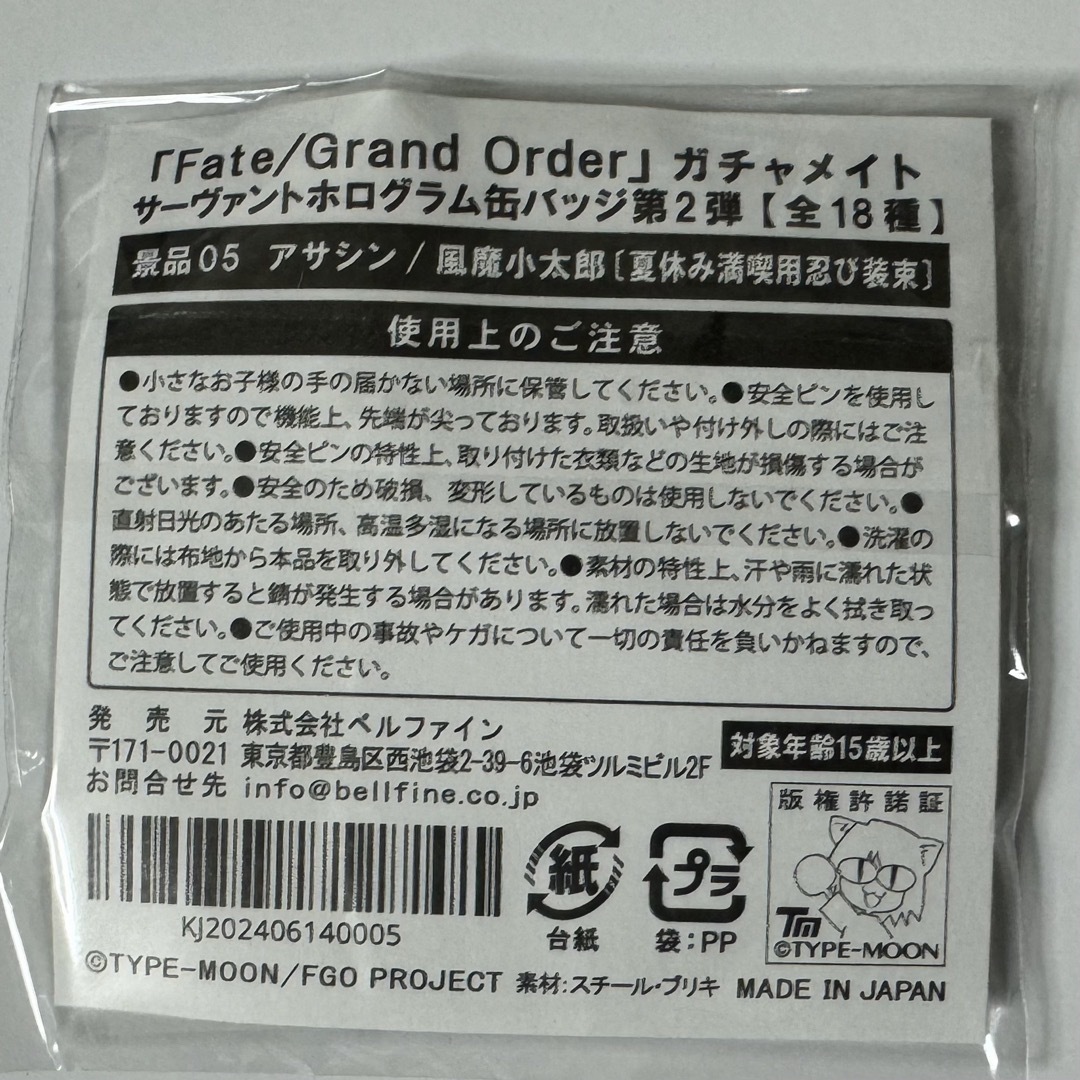 「Fate/Grand Order」ガチャメイト
サーヴァントホログラム缶バッジ第2弾【全18種】
景品05 アサシン/風魔小太郎〔夏休み満喫用忍び装束〕
使用上のご注意
●小さなお子様の手の届かない場所に保管してください。●安全ピンを使用し
ておりますので機能上、先端が尖っております。取扱いや付け外しの際にはご注
意ください。●安全ピンの特性上、取り付けた衣類などの生地が損傷する場合が
ございます。●安全のため破損、変形しているものは使用しないでください。●
直射日光のあたる場所、高温多湿になる場所に放置しないでください。●洗濯の
際には布地から本品を取り外してください。●素材の特性上、汗や雨に濡れた状
態で放置すると錆が発生する場合があります。濡れた場合は水分をよく拭き取っ
てください。●ご使用中の事故やケガについて一切の責任を負いかねますので、
ご注意してご使用ください。
発売元 株式会社ベルファイン
〒171-0021 東京都豊島区西池袋2-39-6池袋ツルミビル2F
お問合せ先 info@bellfine.co.jp
対象年齢15歳以上
版権許諾証
TM
©TYPE-MOON
紙
台紙
プラ
袋:PP
KJ202406140005
©TYPE-MOON/FGO PROJECT 素材:スチール・ブリキ MADE IN JAPAN